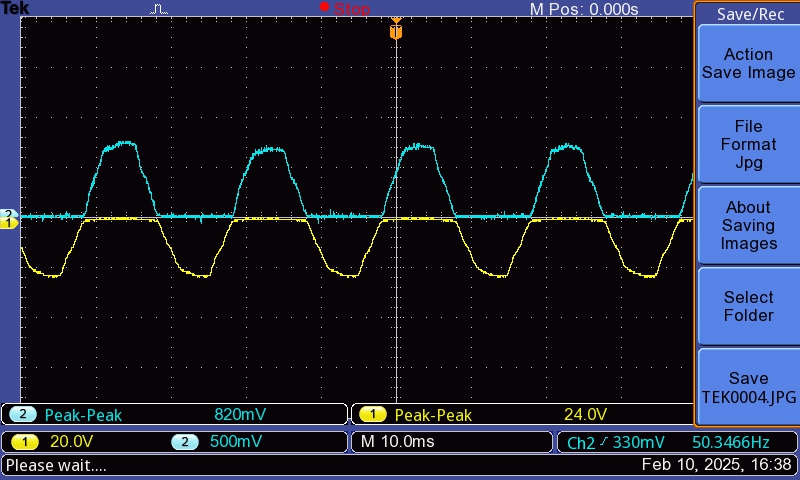 Tek
Stop
M Pos: 0.000s
Save/Rec
T
Action
Save Image
File
Format
Jpg
About
Saving
Images
Select
Folder
Save
TEK0004.JPG
2
1
2 Peak-Peak 820mV
1 Peak-Peak 24.0V
1 20.0V 2 500mV
M 10.0ms
Ch2 / 330mV 50.3466Hz
Please wait....
Feb 10, 2025, 16:38